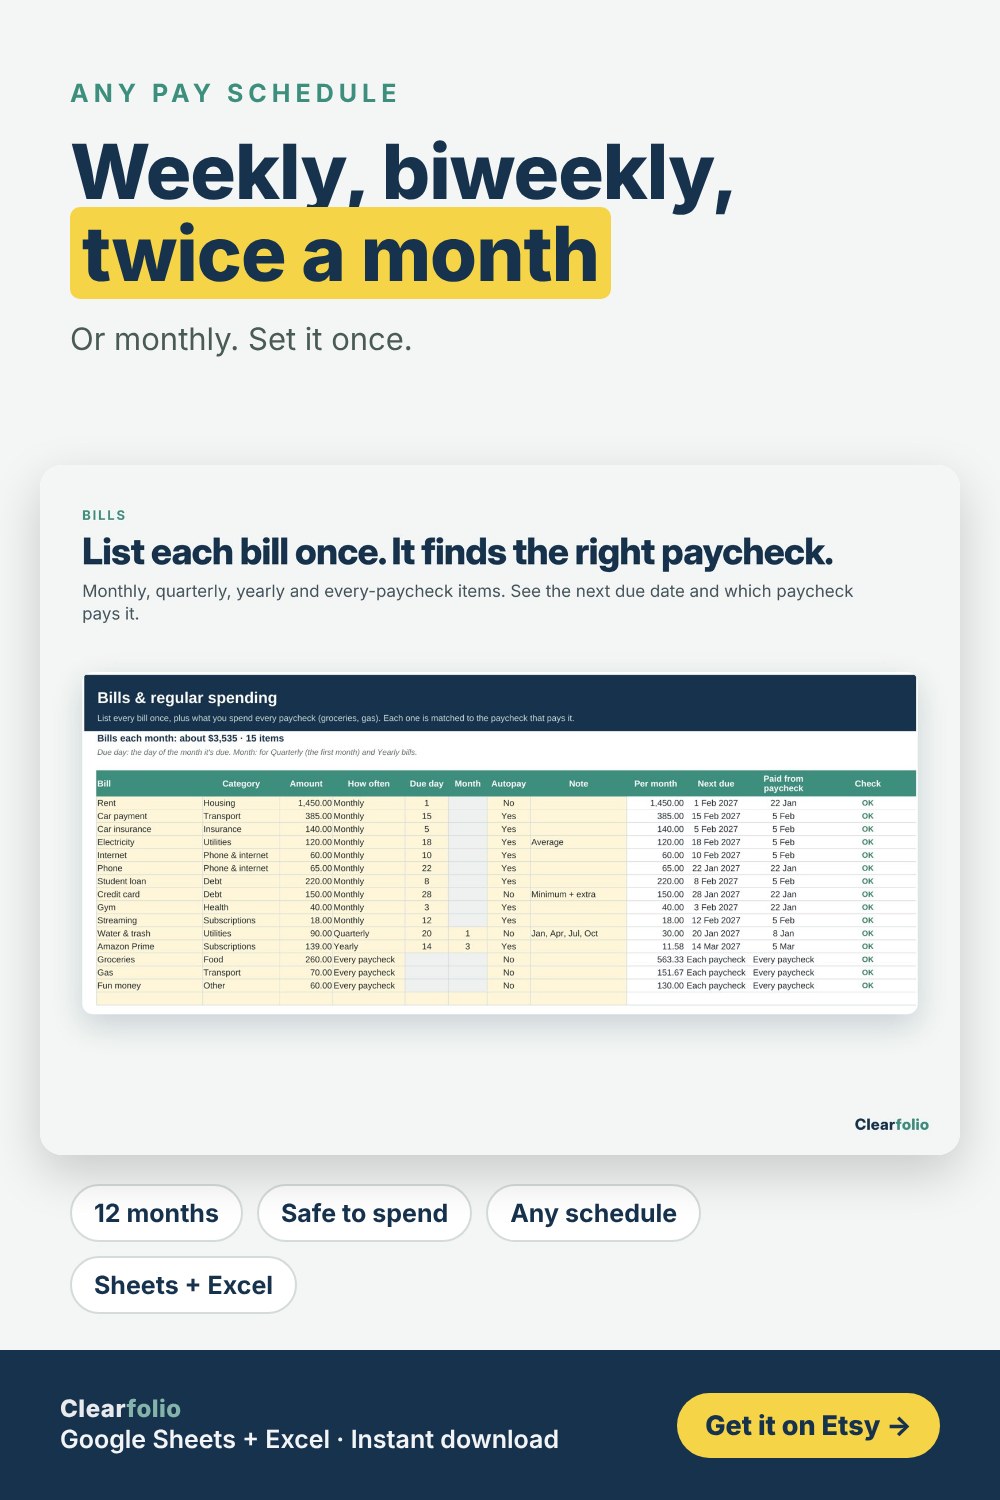 ANY PAY SCHEDULE
Weekly, biweekly,
twice a month
Or monthly. Set it once.
BILLS
List each bill once. It finds the right paycheck.
Monthly, quarterly, yearly and every-paycheck items. See the next due date and which paycheck
pays it.
Bills & regular spending
List every bill once, plus what you spend every paycheck (groceries, gas). Each one is matched to the paycheck that pays it.
Bills each month: about $3,535 · 15 items
Due day: the day of the month it's due. Month: for Quarterly (the first month) and Yearly bills.
Bill Category Amount How often Due day Month Autopay Note Per month Next due Paid from paycheck Check
Rent Housing 1,450.00 Monthly 1 No 1,450.00 1 Feb 2027 22 Jan OK
Car payment Transport 385.00 Monthly 15 Yes 385.00 15 Feb 2027 5 Feb OK
Car insurance Insurance 140.00 Monthly 5 Yes 140.00 5 Feb 2027 5 Feb OK
Electricity Utilities 120.00 Monthly 18 Yes Average 120.00 18 Feb 2027 5 Feb OK
Internet Phone & internet 60.00 Monthly 10 Yes 60.00 10 Feb 2027 5 Feb OK
Phone Phone & internet 65.00 Monthly 22 Yes 65.00 22 Jan 2027 22 Jan OK
Student loan Debt 220.00 Monthly 8 Yes 220.00 8 Feb 2027 5 Feb OK
Credit card Debt 150.00 Monthly 28 No Minimum + extra 150.00 28 Jan 2027 22 Jan OK
Gym Health 40.00 Monthly 3 Yes 40.00 3 Feb 2027 22 Jan OK
Streaming Subscriptions 18.00 Monthly 12 Yes 18.00 12 Feb 2027 5 Feb OK
Water & trash Utilities 90.00 Quarterly 20 1 No Jan, Apr, Jul, Oct 30.00 20 Jan 2027 8 Jan OK
Amazon Prime Subscriptions 139.00 Yearly 14 3 Yes 11.58 14 Mar 2027 5 Mar OK
Groceries Food 260.00 Every paycheck No 563.33 Each paycheck Every paycheck OK
Gas Transport 70.00 Every paycheck No 151.67 Each paycheck Every paycheck OK
Fun money Other 60.00 Every paycheck No 130.00 Each paycheck Every paycheck OK
Clearfolio
12 months
Safe to spend
Any schedule
Sheets + Excel
Clearfolio
Google Sheets + Excel · Instant download
Get it on Etsy →